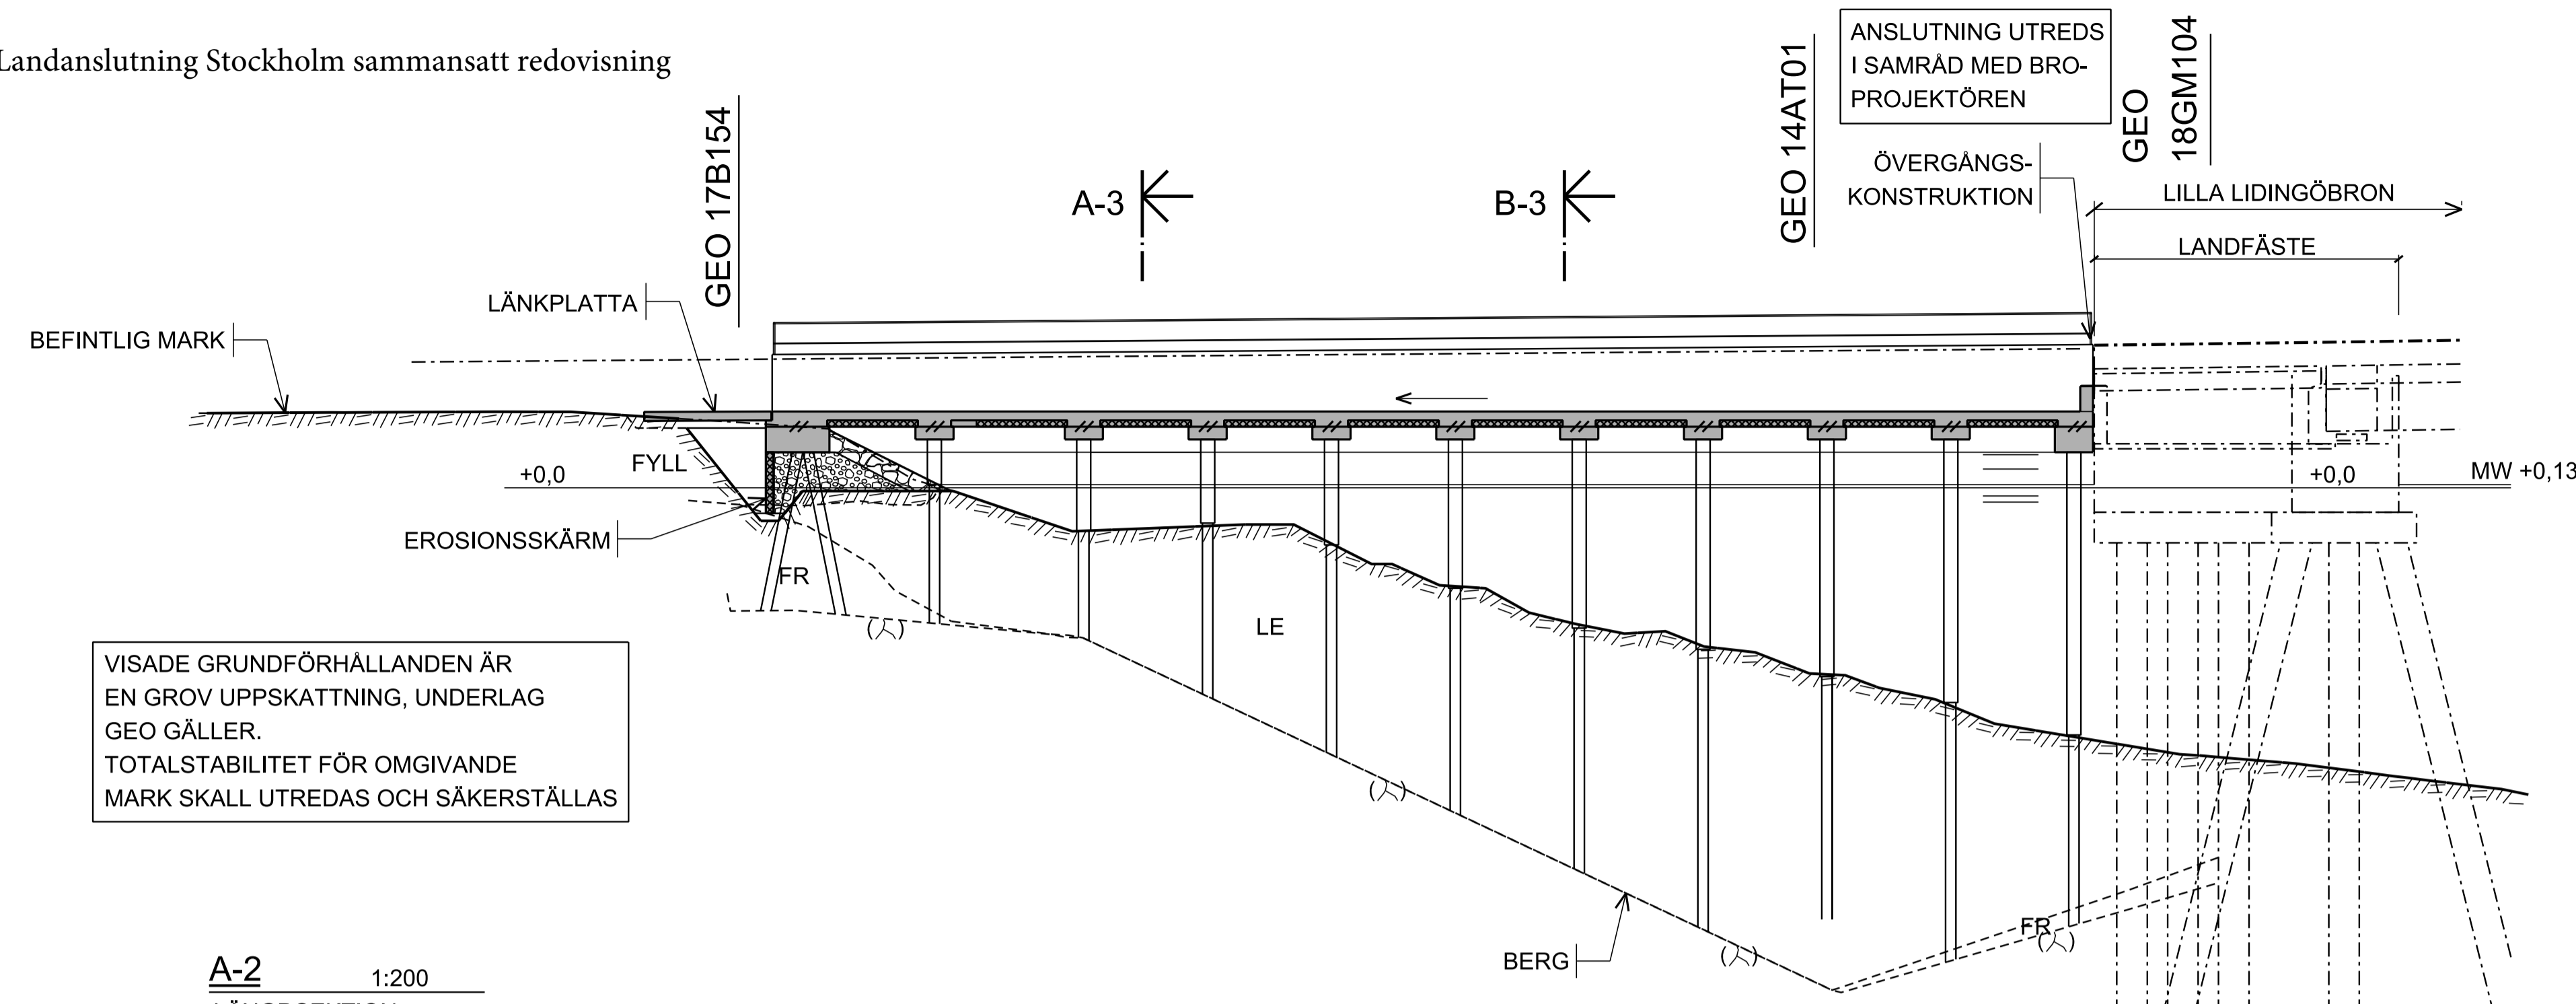 Landanslutning Stockholm sammansatt redovisning
ANSLUTNING UTREDS
I SAMRÅD MED BRO-
PROJEKTÖREN
GEO 17B154
A-3
B-3
GEO 14AT01
GEO
18GM104
ÖVERGÅNGS-
KONSTRUKTION
LILLA LIDINGÖBRON
LANDFÄSTE
LÄNKPLATTA
BEFINTLIG MARK
FYLL
+0,0
+0,0
MW +0,13
EROSIONSSKÄRM
FR
LE
VISADE GRUNDFÖRHÅLLANDEN ÄR
EN GROV UPPSKATTNING, UNDERLAG
GEO GÄLLER.
TOTALSTABILITET FÖR OMGIVANDE
MARK SKALL UTREDAS OCH SÄKERSTÄLLAS
FR
BERG
A-2 1:200